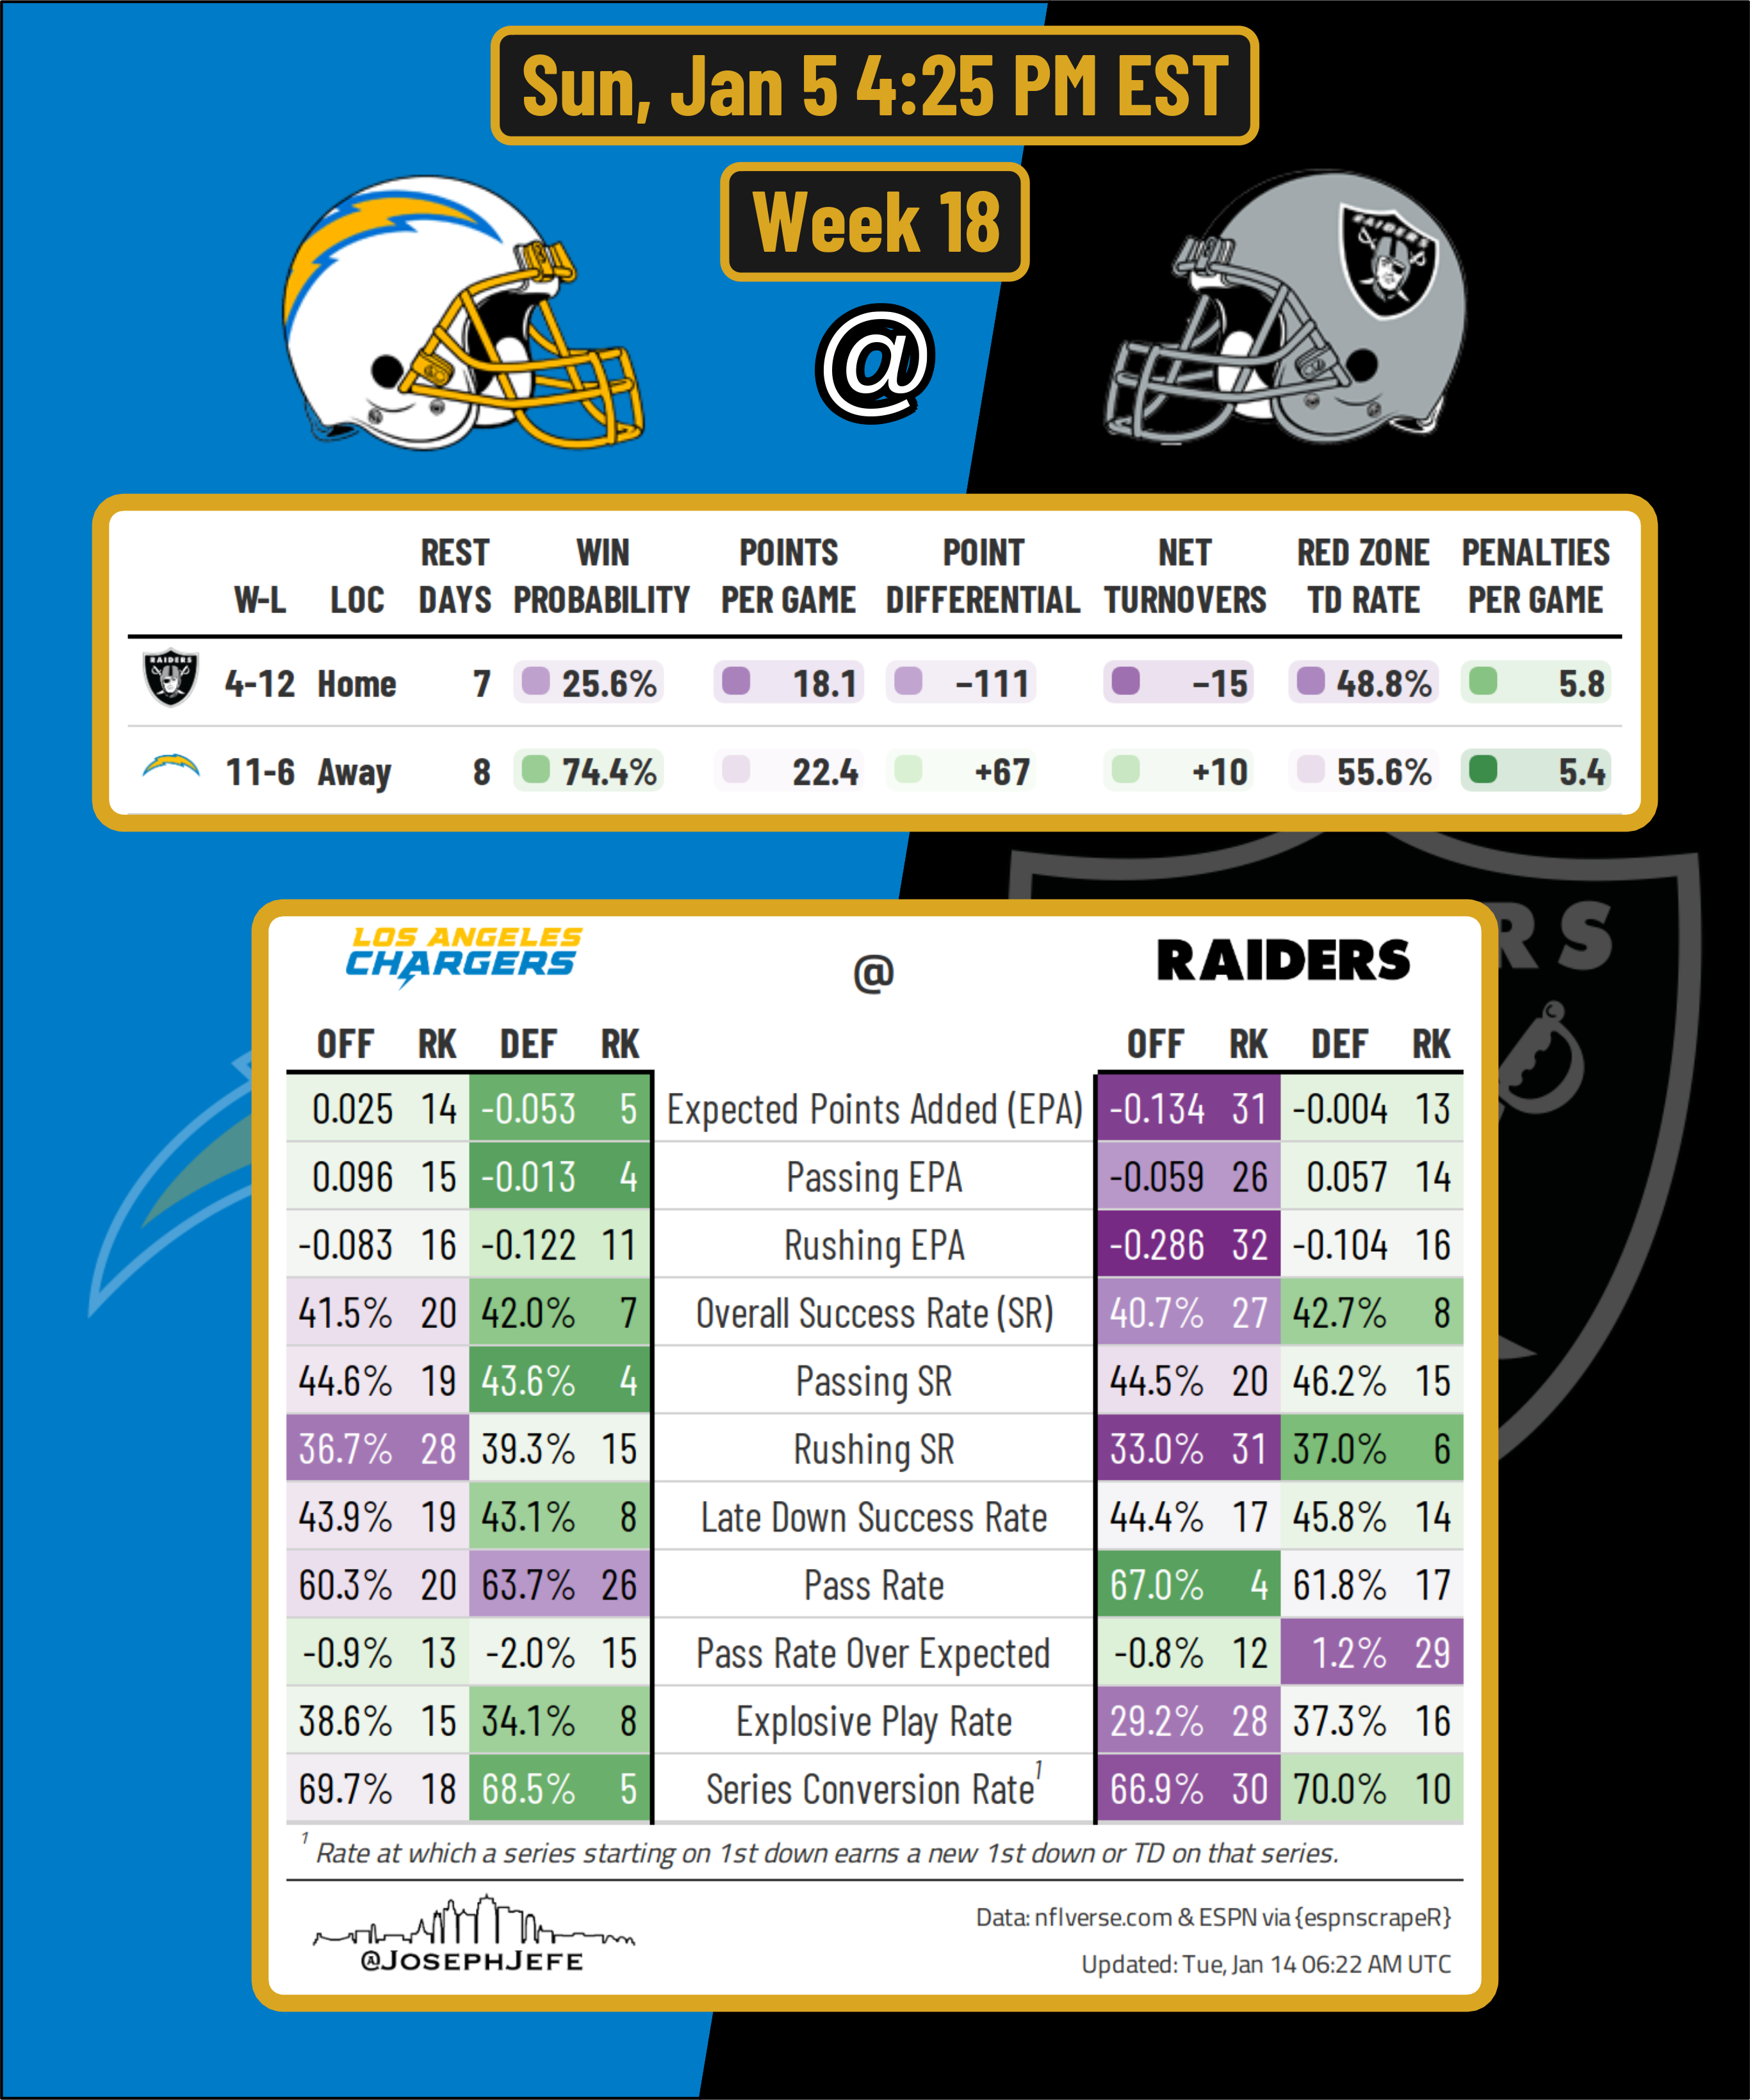 Sun, Jan 5 4:25 PM EST
Week 18
RAIDERS
@
REST WIN POINTS POINT NET RED ZONE PENALTIES
W-L LOC DAYS PROBABILITY PER GAME DIFFERENTIAL TURNOVERS TD RATE PER GAME
RAIDERS 4-12 Home 7 25.6% 18.1 −111 −15 48.8% 5.8
11-6 Away 8 74.4% 22.4 +67 +10 55.6% 5.4
RS
LOS ANGELES
CHARGERS @ RAIDERS
OFF RK DEF RK OFF RK DEF RK
0.025 14 -0.053 5 Expected Points Added (EPA) -0.134 31 -0.004 13
0.096 15 -0.013 4 Passing EPA -0.059 26 0.057 14
-0.083 16 -0.122 11 Rushing EPA -0.286 32 -0.104 16
41.5% 20 42.0% 7 Overall Success Rate (SR) 40.7% 27 42.7% 8
44.6% 19 43.6% 4 Passing SR 44.5% 20 46.2% 15
36.7% 28 39.3% 15 Rushing SR 33.0% 31 37.0% 6
43.9% 19 43.1% 8 Late Down Success Rate 44.4% 17 45.8% 14
60.3% 20 63.7% 26 Pass Rate 67.0% 4 61.8% 17
-0.9% 13 -2.0% 15 Pass Rate Over Expected -0.8% 12 1.2% 29
38.6% 15 34.1% 8 Explosive Play Rate 29.2% 28 37.3% 16
69.7% 18 68.5% 5 Series Conversion Rate¹ 66.9% 30 70.0% 10
¹ Rate at which a series starting on 1st down earns a new 1st down or TD on that series.
Data: nflverse.com & ESPN via {espnscrapeR}
@JOSEPHJEFE
Updated: Tue, Jan 14 06:22 AM UTC